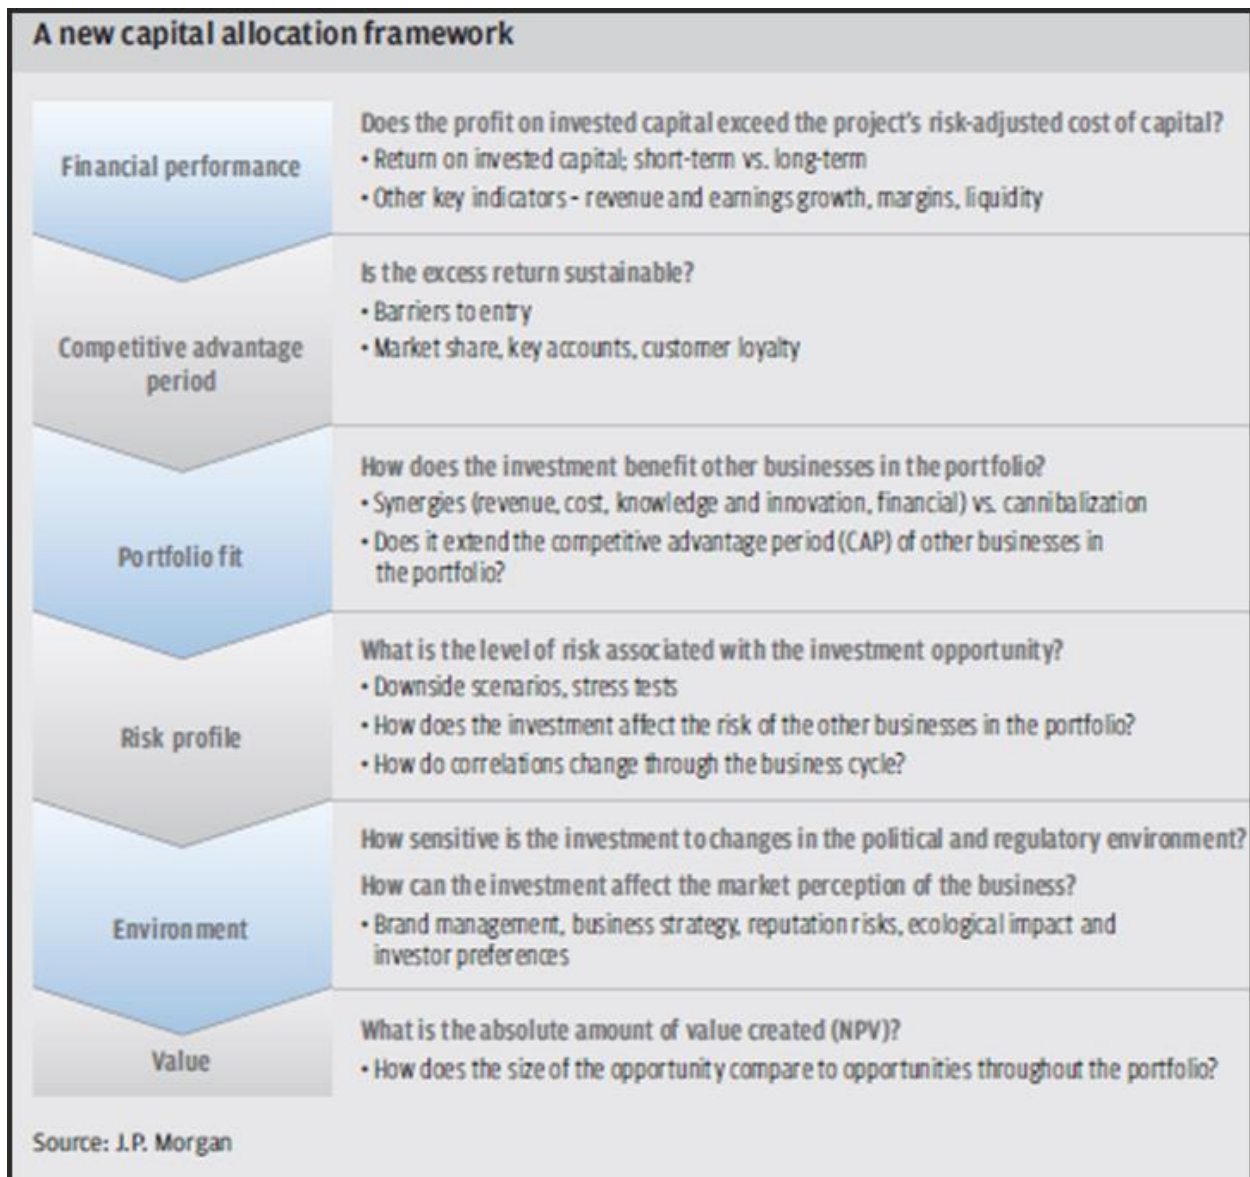 A new capital allocation framework
Financial performance
Does the profit on invested capital exceed the project's risk-adjusted cost of capital?
• Return on invested capital; short-term vs. long-term
• Other key indicators - revenue and earnings growth, margins, liquidity
Competitive advantage
period
Is the excess return sustainable?
• Barriers to entry
• Market share, key accounts, customer loyalty
Portfolio fit
How does the investment benefit other businesses in the portfolio?
• Synergies (revenue, cost, knowledge and innovation, financial) vs. cannibalization
• Does it extend the competitive advantage period (CAP) of other businesses in
the portfolio?
Risk profile
What is the level of risk associated with the investment opportunity?
• Downside scenarios, stress tests
• How does the investment affect the risk of the other businesses in the portfolio?
• How do correlations change through the business cycle?
Environment
How sensitive is the investment to changes in the political and regulatory environment?
How can the investment affect the market perception of the business?
• Brand management, business strategy, reputation risks, ecological impact and
investor preferences
Value
What is the absolute amount of value created (NPV)?
• How does the size of the opportunity compare to opportunities throughout the portfolio?
Source: J.P. Morgan